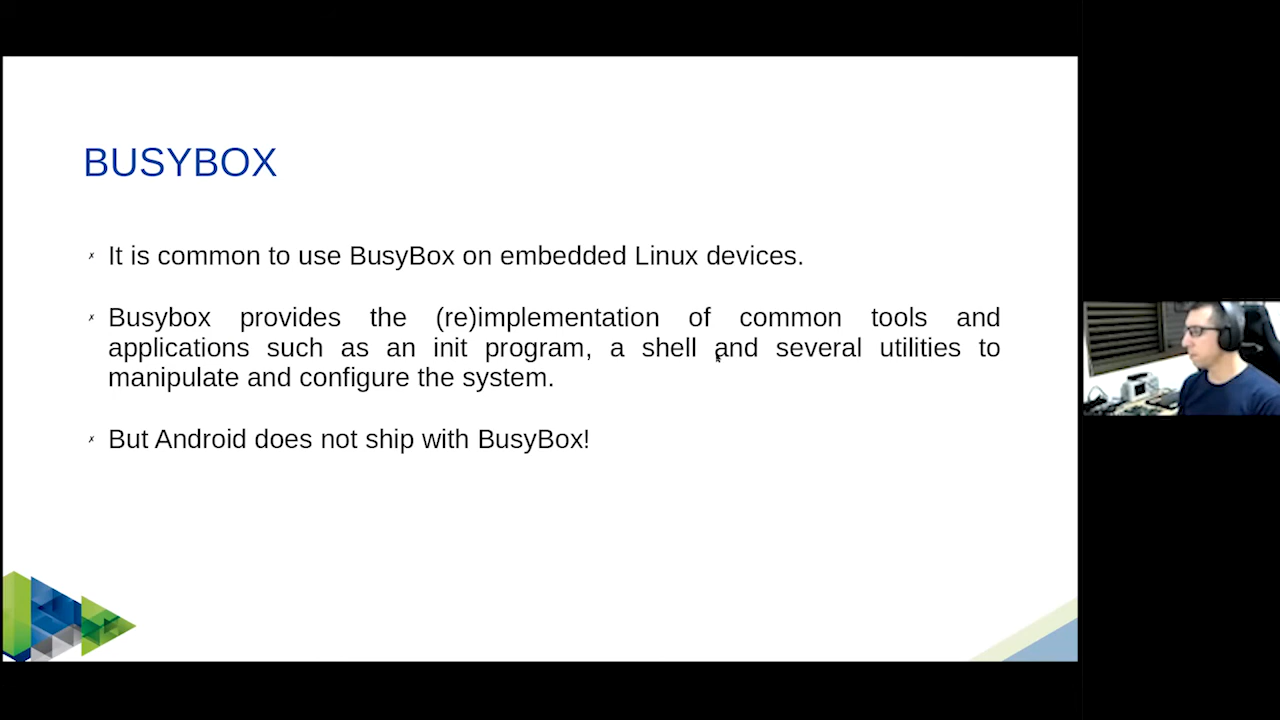 BUSYBOX
It is common to use BusyBox on embedded Linux devices.
Busybox provides the (re)implementation of common tools and
applications such as an init program, a shell and several utilities to
manipulate and configure the system.
But Android does not ship with BusyBox!